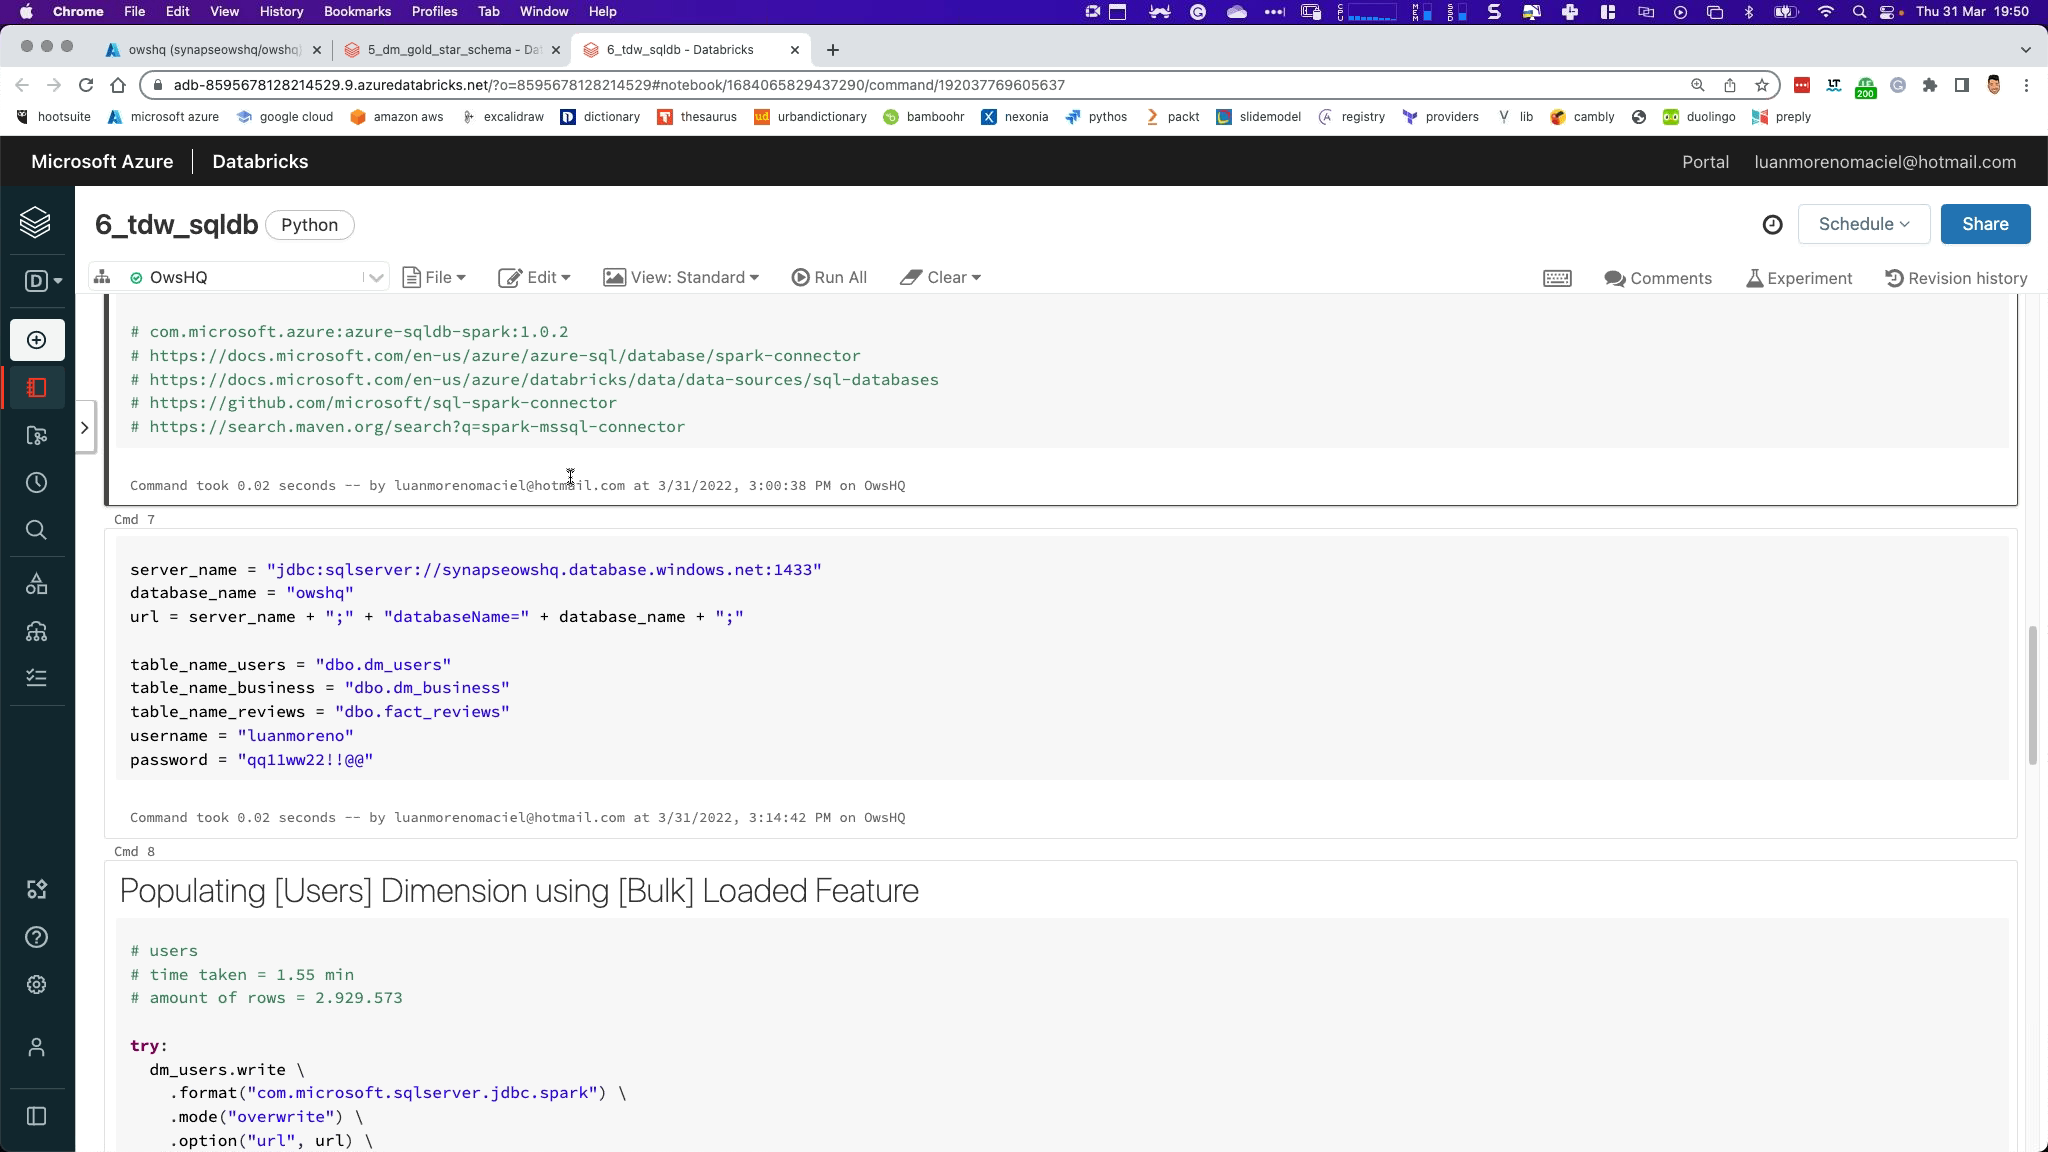 Chrome File Edit View History Bookmarks Profiles Tab Window Help Thu 31 Mar 19:50
owshq (synapseowshq/owshq) 5_dm_gold_star_schema - Dat 6_tdw_sqldb - Databricks
adb-8595678128214529.9.azuredatabricks.net/?o=8595678128214529#notebook/1684065829437290/command/192037769605637
200
hootsuite microsoft azure google cloud amazon aws excalidraw dictionary thesaurus urbandictionary bamboohr nexonia pythos packt slidemodel registry providers lib cambly duolingo preply
Microsoft Azure Databricks Portal luanmorenomaciel@hotmail.com
6_tdw_sqldb Python Schedule Share
OwsHQ File Edit View: Standard Run All Clear Comments Experiment Revision history
# com.microsoft.azure:azure-sqldb-spark:1.0.2
# https://docs.microsoft.com/en-us/azure/azure-sql/database/spark-connector
# https://docs.microsoft.com/en-us/azure/databricks/data/data-sources/sql-databases
# https://github.com/microsoft/sql-spark-connector
# https://search.maven.org/search?q=spark-mssql-connector
Command took 0.02 seconds -- by luanmorenomaciel@hotmail.com at 3/31/2022, 3:00:38 PM on OwsHQ
Cmd 7
server_name = "jdbc:sqlserver://synapseowshq.database.windows.net:1433"
database_name = "owshq"
url = server_name + ";" + "databaseName=" + database_name + ";"
table_name_users = "dbo.dm_users"
table_name_business = "dbo.dm_business"
table_name_reviews = "dbo.fact_reviews"
username = "luanmoreno"
password = "qq11ww22!!@@"
Command took 0.02 seconds -- by luanmorenomaciel@hotmail.com at 3/31/2022, 3:14:42 PM on OwsHQ
Cmd 8
Populating [Users] Dimension using [Bulk] Loaded Feature
# users
# time taken = 1.55 min
# amount of rows = 2.929.573
try:
dm_users.write \
.format("com.microsoft.sqlserver.jdbc.spark") \
.mode("overwrite") \
.option("url", url) \